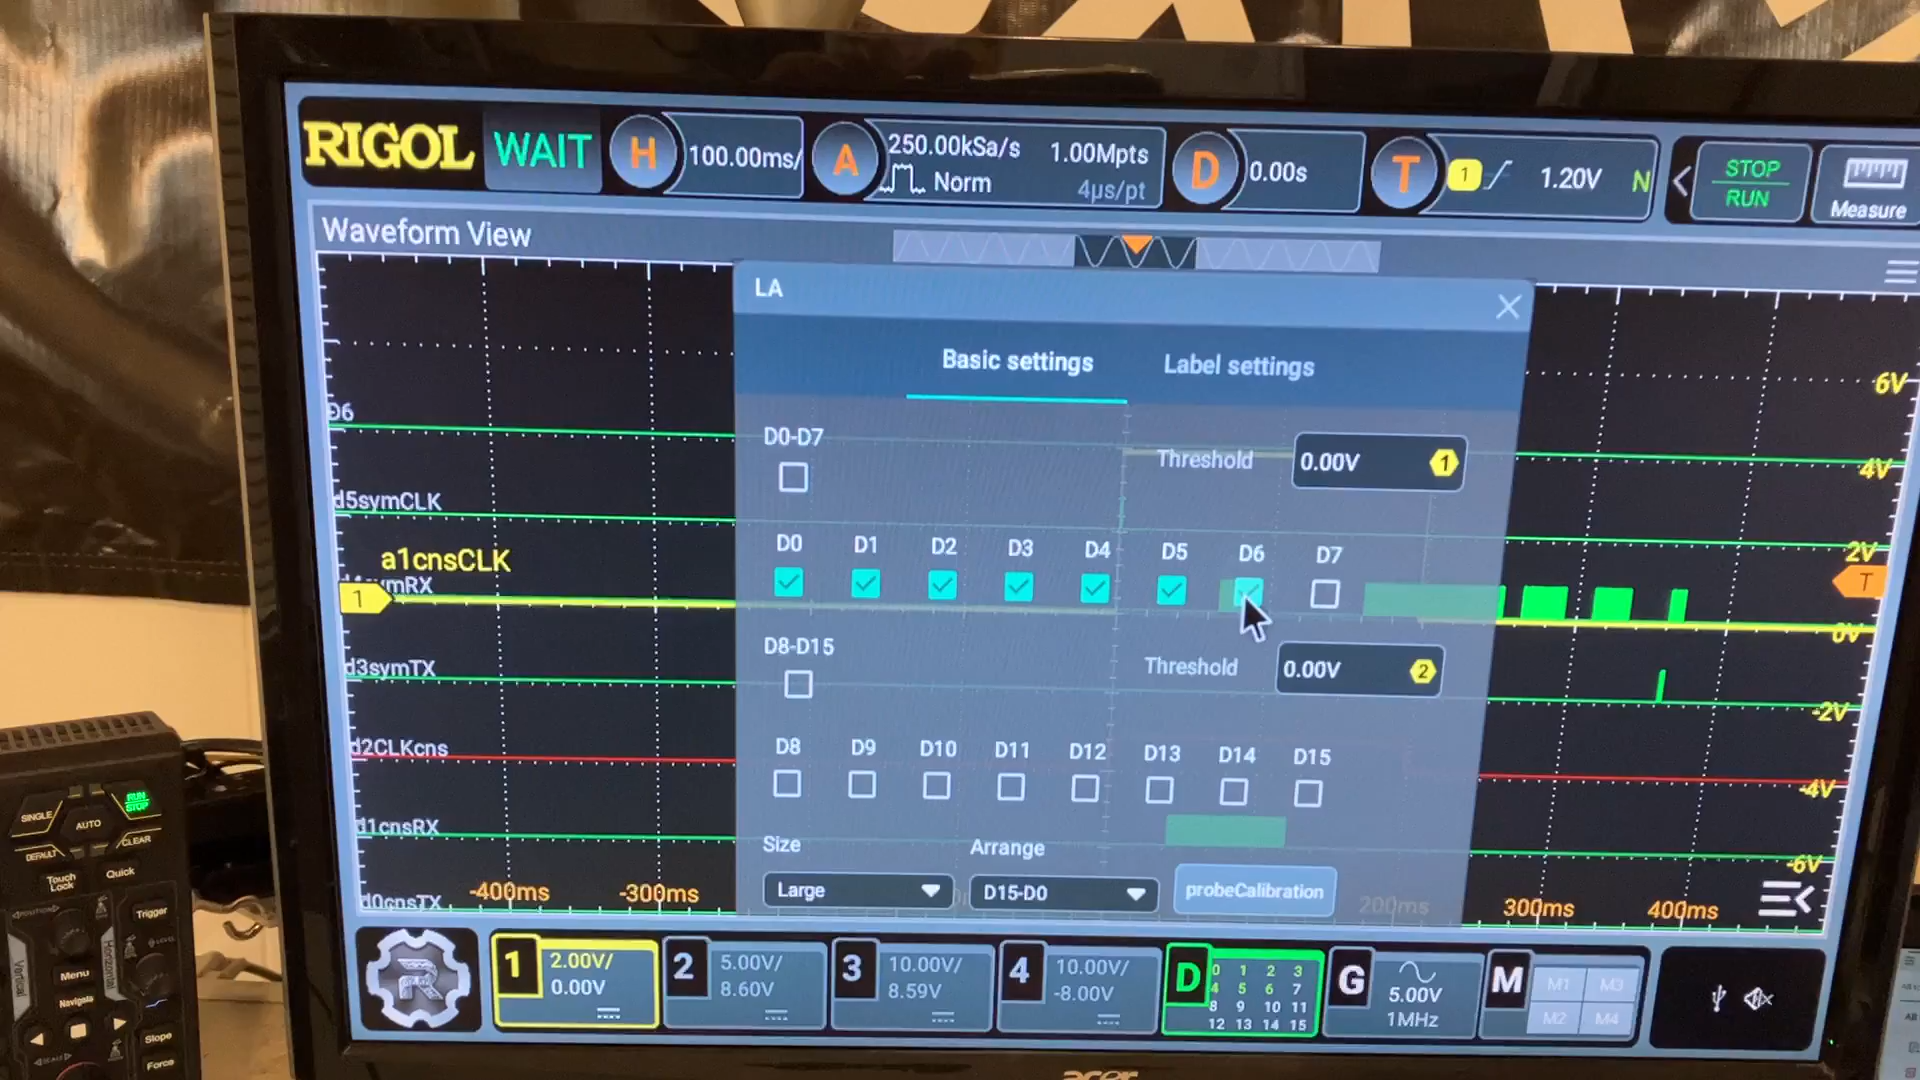 RIGOL WAIT H 100.00ms/ A 250.00kSa/s 1.00Mpts D 0.00s T 1 1.20V N STOP
Norm 4µs/pt RUN Measure
Waveform View
LA
Basic settings Label settings
6V
D6
D0-D7 Threshold 0.00V 1
4V
d5symCLK
D0 D1 D2 D3 D4 D5 D6 D7
2V
a1cnsCLK
mRX
1
T
0V
D8-D15 Threshold 0.00V 2
d3symTX
-2V
d2CLKcns
D8 D9 D10 D11 D12 D13 D14 D15
-4V
d1cnsRX
Size Arrange
-6V
Large D15-D0 probeCalibration
d0cnsTX -400ms -300ms 200ms 300ms 400ms
R 1 2.00V/ 2 5.00V/ 3 10.00V/ 4 10.00V/ D 0 1 2 3 G 5.00V M M1 M3
0.00V 8.60V 8.59V -8.00V 4 5 6 7 1MHz M2 M4
8 9 10 11
12 13 14 15
SINGLE AUTO RUN STOP
DEFAULT CLEAR
Touch Lock Quick
Trigger
Vertical Horizontal
Menu
Navigate
Slope
Force
acer